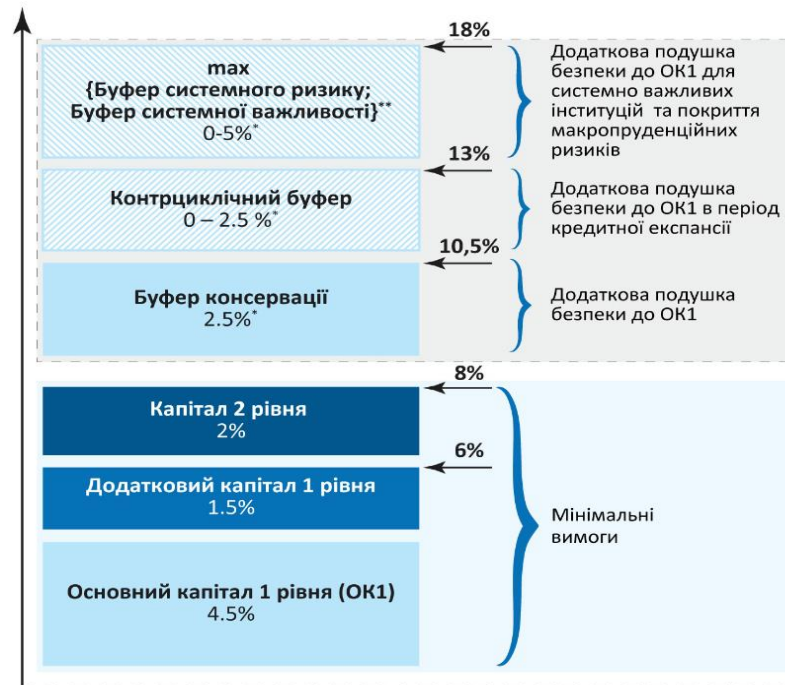 18%
max
{Буфер системного ризику;
Буфер системної важливості}**
0-5%*
Додаткова подушка
безпеки до ОК1 для
системно важливих
інституцій та покриття
макропруденційних
ризиків
13%
Контрциклічний буфер
0 – 2.5 %*
Додаткова подушка
безпеки до ОК1 в період
кредитної експансії
10,5%
Буфер консервації
2.5%*
Додаткова подушка
безпеки до ОК1
8%
Капітал 2 рівня
2%
6%
Додатковий капітал 1 рівня
1.5%
Мінімальні
вимоги
Основний капітал 1 рівня (ОК1)
4.5%